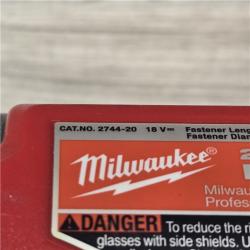 CAT.NO. 2744-20 18 V⎓ Fastener Leng
Fastener Diam
Milwaukee®
Milwau
Profess
DANGER To reduce the
glasses with side shields. U